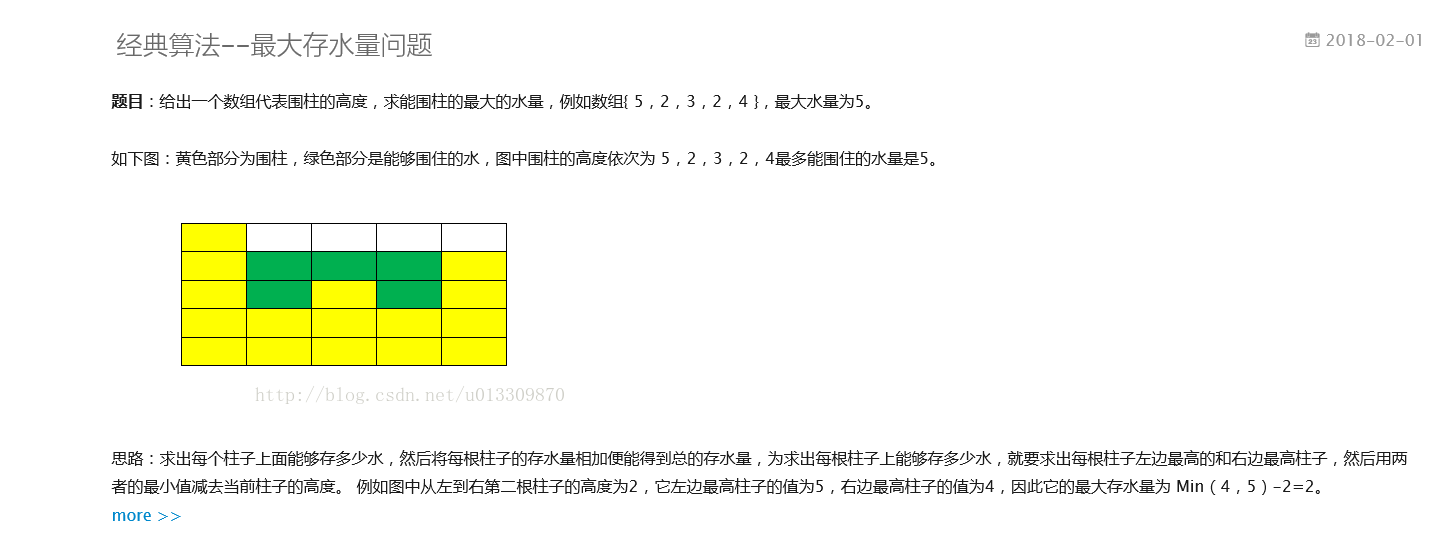 经典算法--最大存水量问题
2018-02-01
题目：给出一个数组代表围柱的高度，求能围柱的最大的水量，例如数组{ 5，2，3，2，4 }，最大水量为5。
如下图：黄色部分为围柱，绿色部分是能够围住的水，图中围柱的高度依次为 5，2，3，2，4最多能围住的水量是5。
http://blog.csdn.net/u013309870
思路：求出每个柱子上面能够存多少水，然后将每根柱子的存水量相加便能得到总的存水量，为求出每根柱子上能够存多少水，就要求出每根柱子左边最高的和右边最高柱子，然后用两
者的最小值减去当前柱子的高度。 例如图中从左到右第二根柱子的高度为2，它左边最高柱子的值为5，右边最高柱子的值为4，因此它的最大存水量为 Min（4，5）-2=2。
more >>